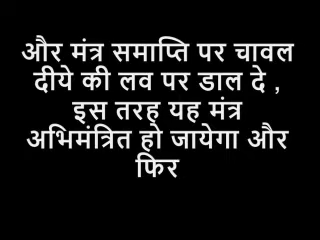 और मंत्र समाप्ति पर चावल
दीये की लव पर डाल दे ,
इस तरह यह मंत्र
अभिमंत्रित हो जायेगा और
फिर